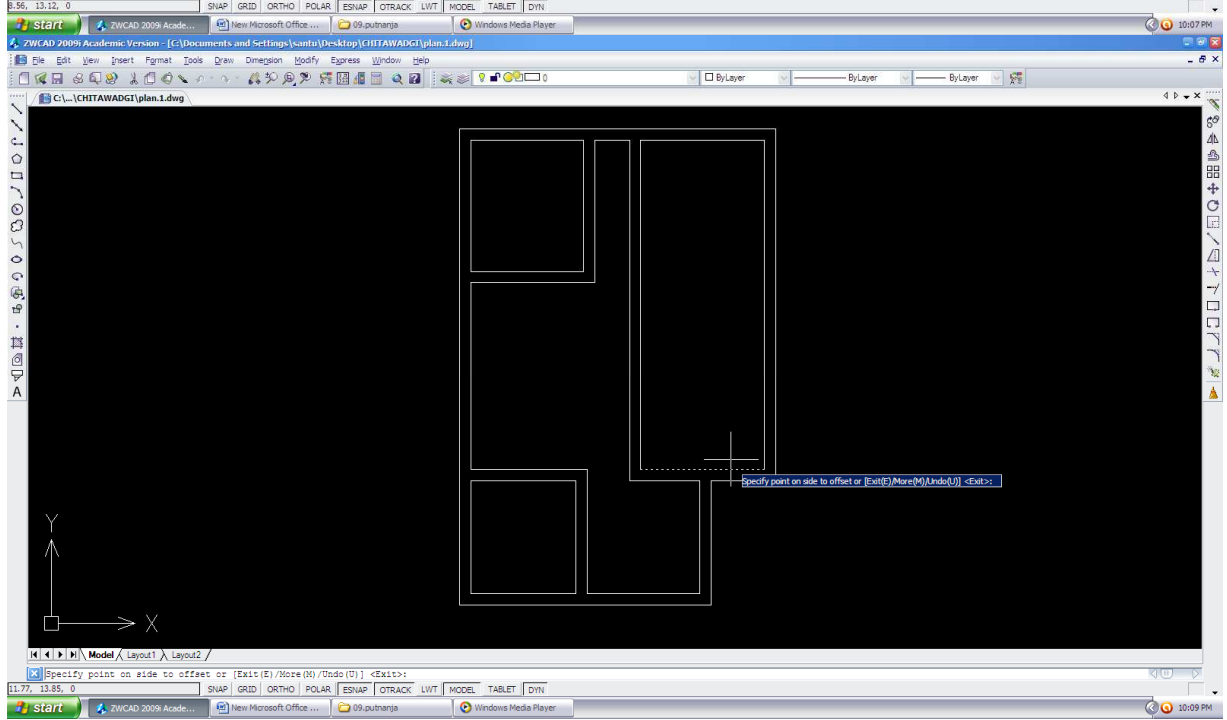 8.56, 13.12, 0 SNAP GRID ORTHO POLAR ESNAP OTRACK LWT MODEL TABLET DYN
start ZWCAD 2009i Acade... New Microsoft Office ... 09.putnanja Windows Media Player 10:07 PM
ZWCAD 2009i Academic Version - [C:\Documents and Settings\santu\Desktop\CHITAWADGI\plan.1.dwg]
File Edit View Insert Format Tools Draw Dimension Modify Express Window Help
0 ByLayer ByLayer ByLayer
C:\...\CHITAWADGI\plan.1.dwg
A
Specify point on side to offset or [Exit(E)/More(M)/Undo(U)] <Exit>:
Y
X
Model Layout1 Layout2
Specify point on side to offset or [Exit(E)/More(M)/Undo(U)] <Exit>:
11.77, 13.85, 0 SNAP GRID ORTHO POLAR ESNAP OTRACK LWT MODEL TABLET DYN
start ZWCAD 2009i Acade... New Microsoft Office ... 09.putnanja Windows Media Player 10:09 PM